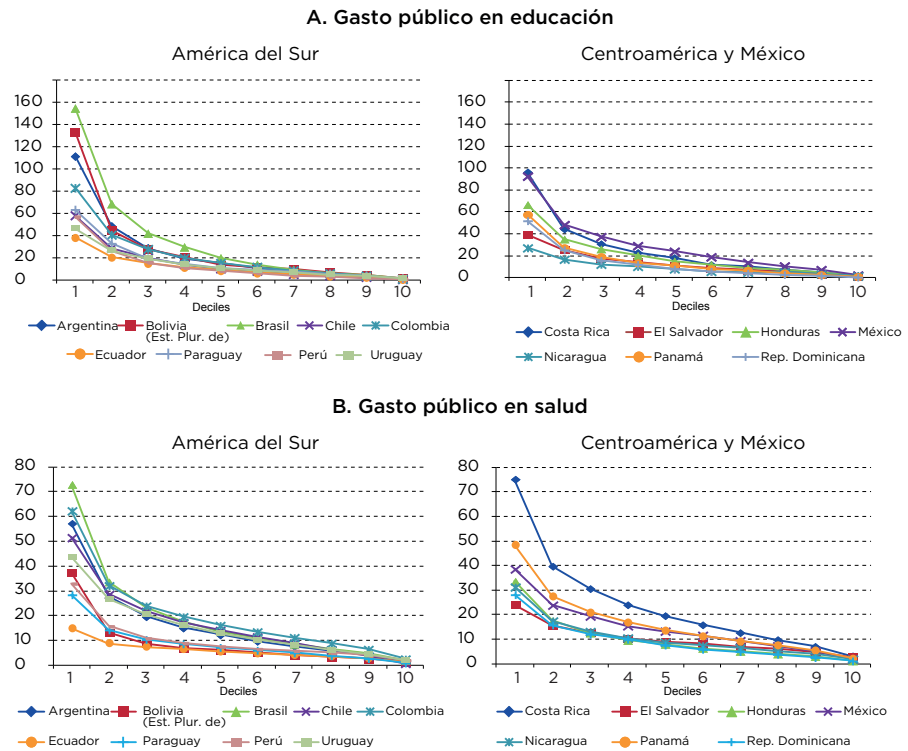 A. Gasto público en educación
América del Sur
160
140
120
100
80
60
40
20
0
1 2 3 4 5 6 7 8 9 10
Deciles
Argentina Bolivia (Est. Plur. de) Brasil Chile Colombia
Ecuador Paraguay Perú Uruguay
Centroamérica y México
160
140
120
100
80
60
40
20
0
1 2 3 4 5 6 7 8 9 10
Deciles
Costa Rica El Salvador Honduras México
Nicaragua Panamá Rep. Dominicana
B. Gasto público en salud
América del Sur
80
70
60
50
40
30
20
10
0
1 2 3 4 5 6 7 8 9 10
Deciles
Argentina Bolivia (Est. Plur. de) Brasil Chile Colombia
Ecuador Paraguay Perú Uruguay
Centroamérica y México
80
70
60
50
40
30
20
10
0
1 2 3 4 5 6 7 8 9 10
Deciles
Costa Rica El Salvador Honduras México
Nicaragua Panamá Rep. Dominicana